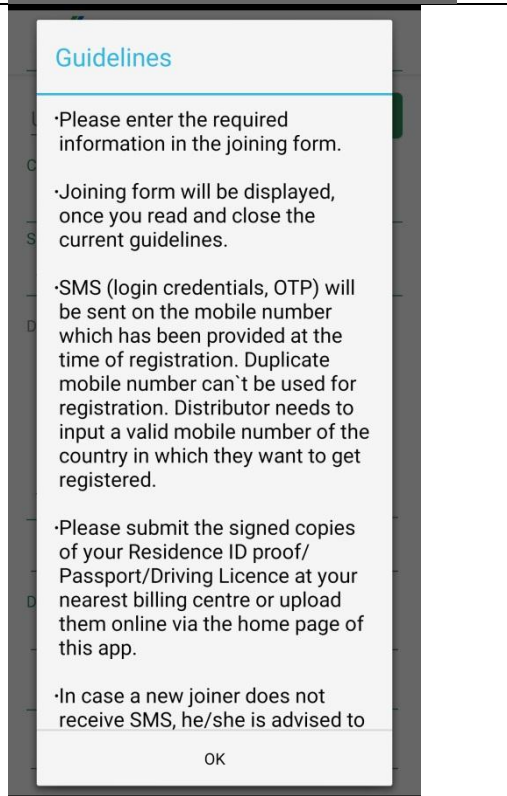 Guidelines
·Please enter the required
information in the joining form.
·Joining form will be displayed,
once you read and close the
current guidelines.
·SMS (login credentials, OTP) will
be sent on the mobile number
which has been provided at the
time of registration. Duplicate
mobile number can`t be used for
registration. Distributor needs to
input a valid mobile number of the
country in which they want to get
registered.
·Please submit the signed copies
of your Residence ID proof/
Passport/Driving Licence at your
nearest billing centre or upload
them online via the home page of
this app.
·In case a new joiner does not
receive SMS, he/she is advised to
OK